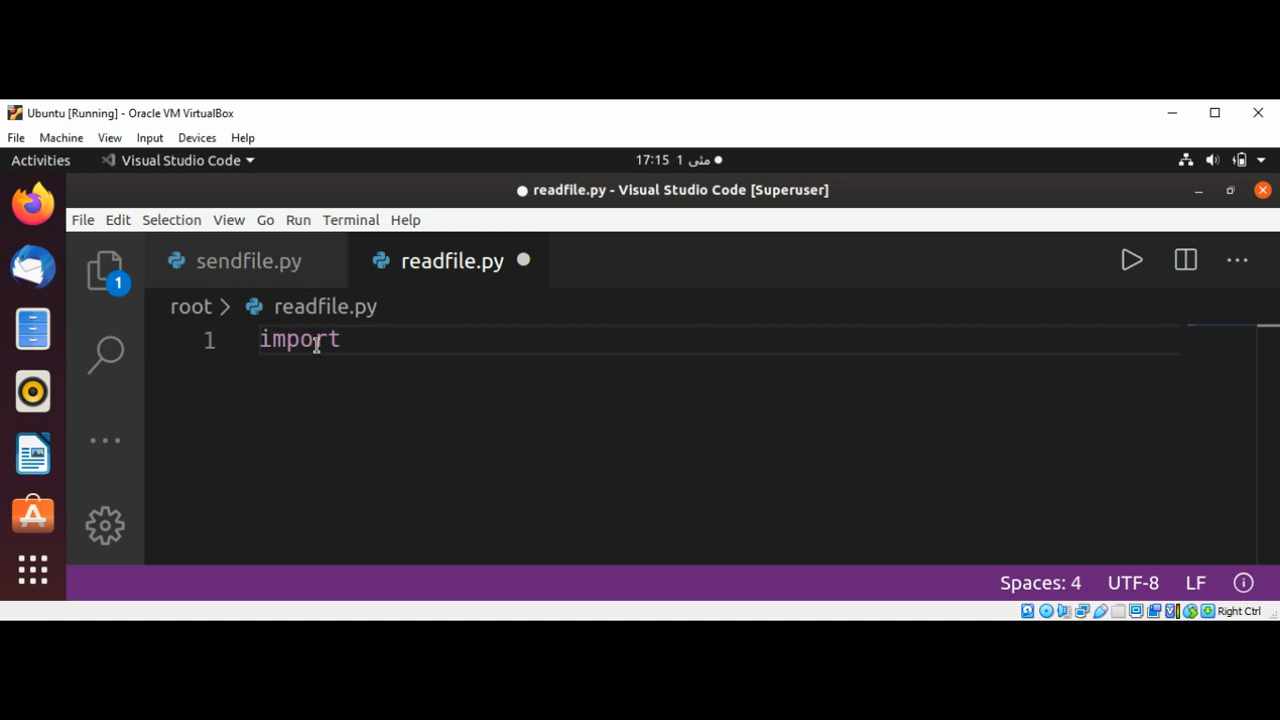 Ubuntu [Running] - Oracle VM VirtualBox
File Machine View Input Devices Help
Activities Visual Studio Code 17:15 1 مئی
● readfile.py - Visual Studio Code [Superuser]
File Edit Selection View Go Run Terminal Help
1 sendfile.py readfile.py
root > readfile.py
1 import
Spaces: 4 UTF-8 LF
Right Ctrl